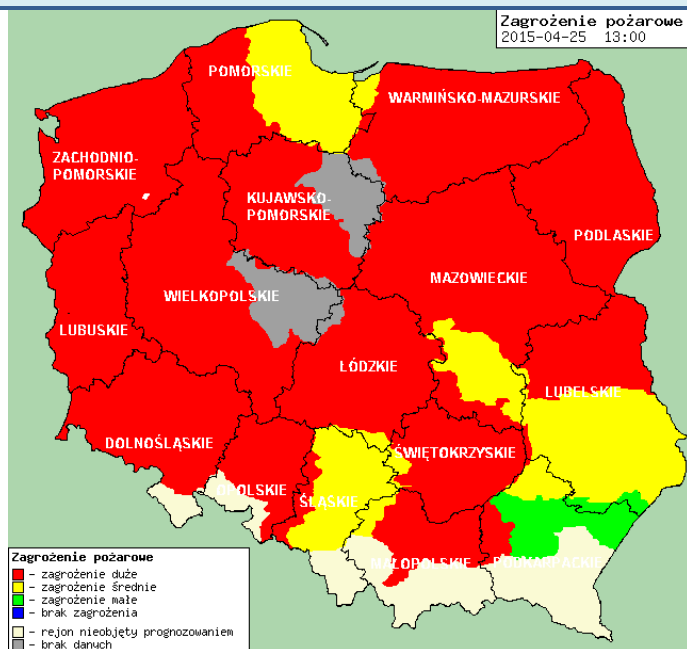 Zagrożenie pożarowe
2015-04-25 13:00
POMORSKIE
WARMIŃSKO-MAZURSKIE
ZACHODNIO-
POMORSKIE
KUJAWSKO-
POMORSKIE
PODLASKIE
MAZOWIECKIE
WIELKOPOLSKIE
LUBUSKIE
ŁÓDZKIE
LUBELSKIE
DOLNOŚLĄSKIE
ŚWIĘTOKRZYSKIE
OPOLSKIE
ŚLĄSKIE
MAŁOPOLSKIE
PODKARPACKIE
Zagrożenie pożarowe
- zagrożenie duże
- zagrożenie średnie
- zagrożenie małe
- brak zagrożenia
- rejon nieobjęty prognozowaniem
- brak danych